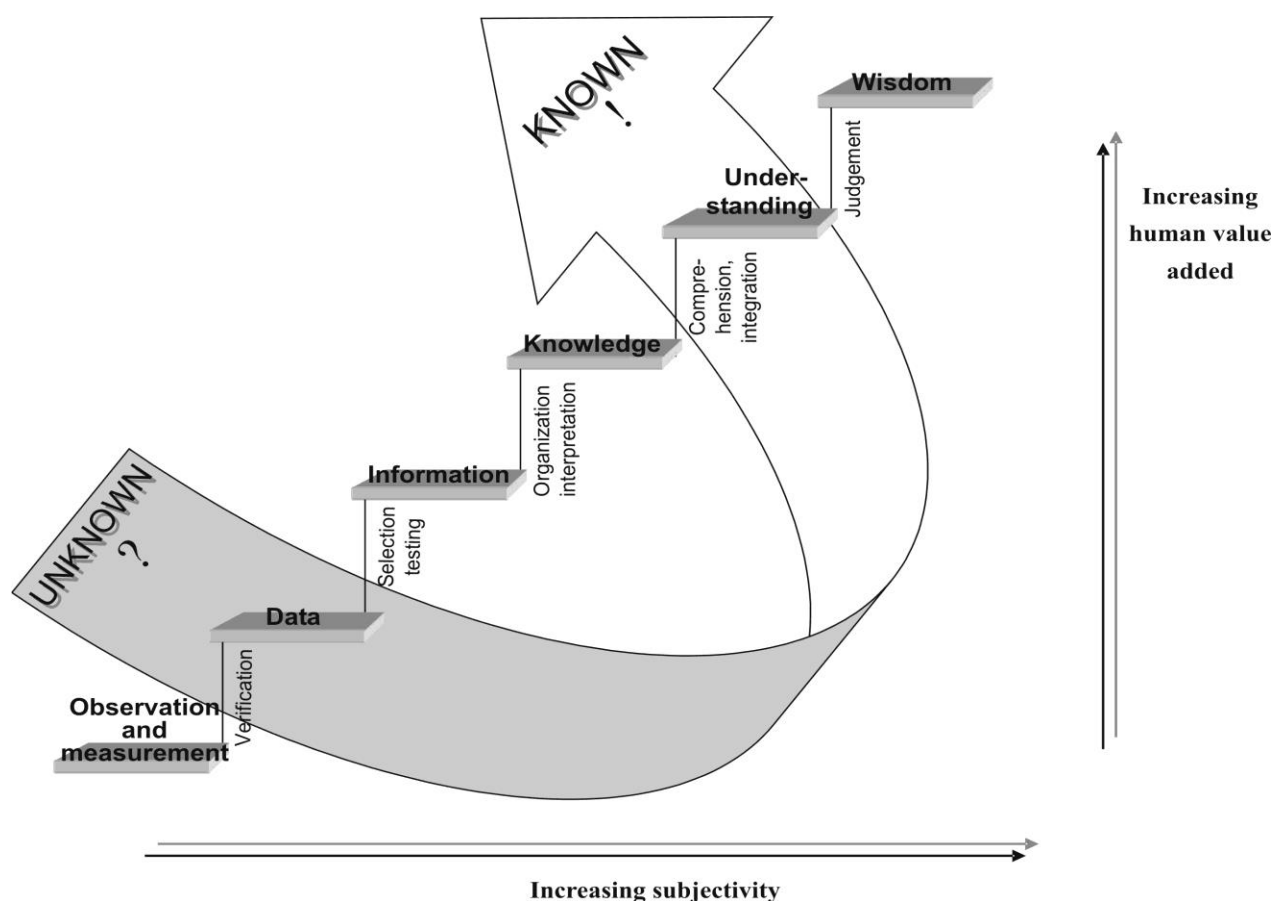 KNOWN
!
Wisdom
Judgement
Under-
standing
Increasing
human value
added
Compre-
hension,
integration
Knowledge
Organization
interpretation
Information
Selection
testing
UNKNOWN
?
Data
Verification
Observation
and
measurement
Increasing subjectivity